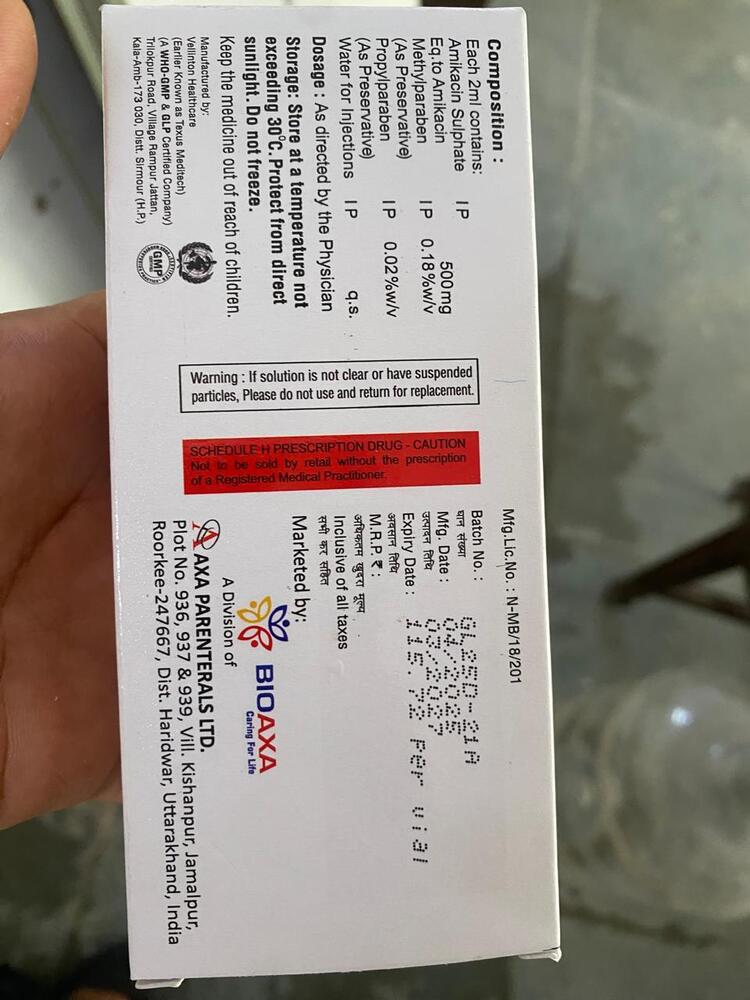 Composition :
Each 2ml contains:
Amikacin Sulphate IP
Eq.to Amikacin 500mg
Methylparaben IP 0.18%w/v
(As Preservative)
Propylparaben IP 0.02%w/v
(As Preservative)
Water for Injections IP q.s.
Dosage : As directed by the Physician
Storage: Store at a temperature not
exceeding 30°C. Protect from direct
sunlight. Do not freeze.
Keep the medicine out of reach of children.
Manufactured by:
Vellinton Healthcare
(Earlier Known as Texus Meditech)
(A WHO-GMP & GLP Certified Company)
Trilokpur Road, Village Rampur Jattan,
Kala-Amb-173 030, Distt. Sirmour (H.P.)
GMP
Warning : If solution is not clear or have suspended
particles, Please do not use and return for replacement.
SCHEDULE H PRESCRIPTION DRUG - CAUTION
Not to be sold by retail without the prescription
of a Registered Medical Practitioner.
Mfg.Lic.No. : N-MB/18/201
Batch No. : GL25D-21A
घान संख्या
Mfg. Date : 04/2025
उत्पादन तिथि
Expiry Date : 03/2027
अवसान तिथि
M.R.P. ₹ : 115.72 Per vial
अधिकतम खुदरा मूल्य
Inclusive of all taxes
सभी कर सहित
Marketed by:
BIOAXA
Caring For Life
A Division of
AXA PARENTERALS LTD.
Plot No. 936, 937 & 939, Vill. Kishanpur, Jamalpur,
Roorkee-247667, Dist. Haridwar, Uttarakhand, India